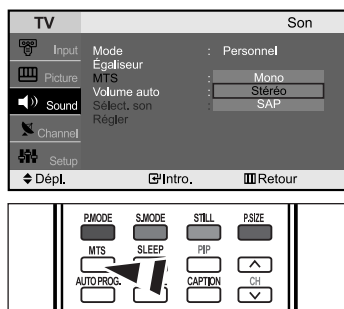 TV Son
Input
Picture
Sound
Channel
Setup
Mode : Personnel
Égaliseur
MTS : Mono
Volume auto : Stéréo
Sélect. son SAP
Régler
Dépl. Intro. Retour
P.MODE S.MODE STILL P.SIZE
MTS SLEEP PIP
AUTO PROG. CAPTION CH